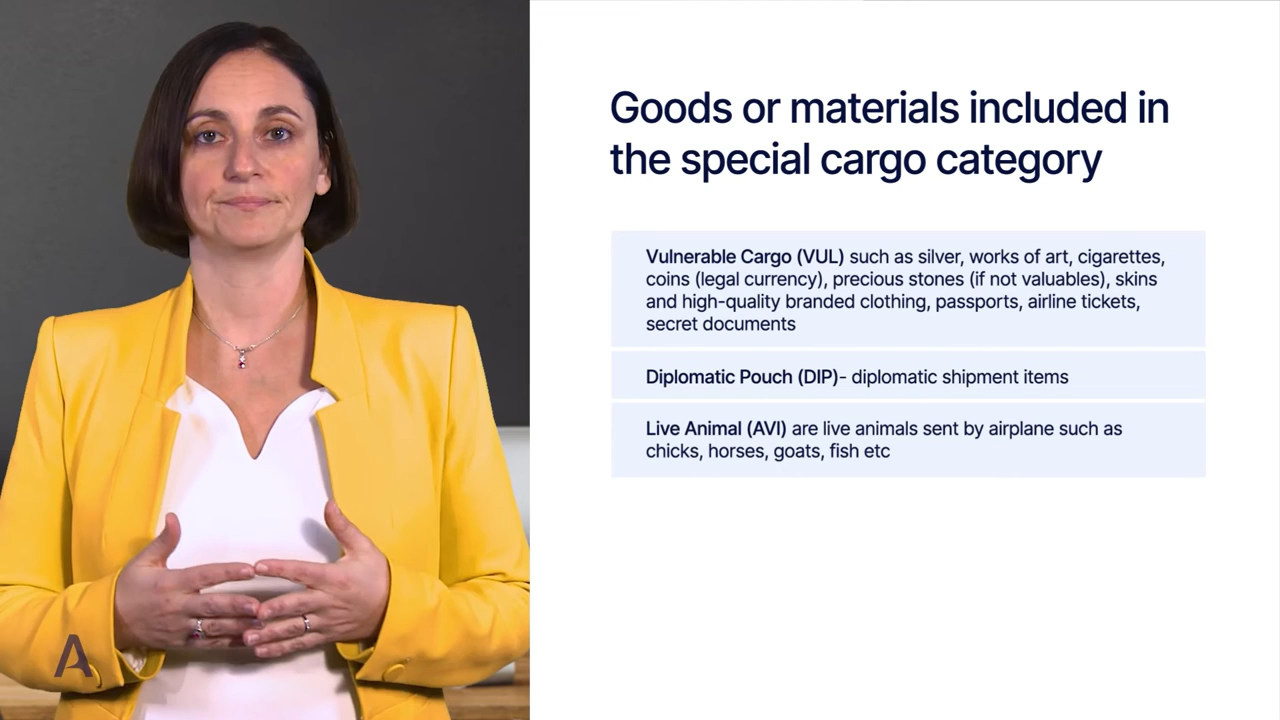 Goods or materials included in
the special cargo category
Vulnerable Cargo (VUL) such as silver, works of art, cigarettes,
coins (legal currency), precious stones (if not valuables), skins
and high-quality branded clothing, passports, airline tickets,
secret documents
Diplomatic Pouch (DIP)- diplomatic shipment items
Live Animal (AVI) are live animals sent by airplane such as
chicks, horses, goats, fish etc
A